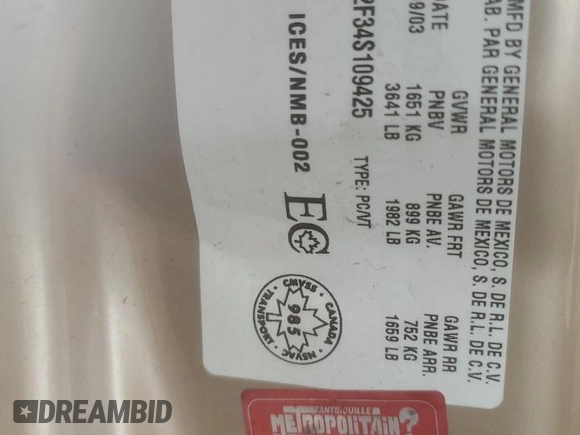 MFD BY GENERAL MOTORS DE MEXICO, S. DE R.L. DE C.V.
FAB. PAR GENERAL MOTORS DE MEXICO, S. DE R.L. DE C.V.
DATE GVWR GAWR FRT GAWR RR
PNBV PNBE AV. PNBE ARR.
9/03 1651 KG 899 KG 752 KG
3641 LB 1982 LB 1659 LB
2F34S109425 TYPE: PC/VT
ICES/NMB-002 EC
CANADA
CMVSS
985
NSVAC
TRANSPORT
ANTIROUILLE
METROPOLITAIN?
DREAMBID